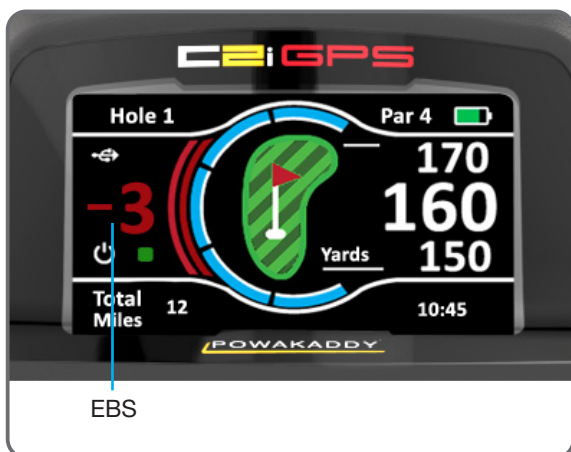 C2i GPS
Hole 1
Par 4
170
-3
160
Yards
150
Total
Miles
12
10:45
POWAKADDY
EBS